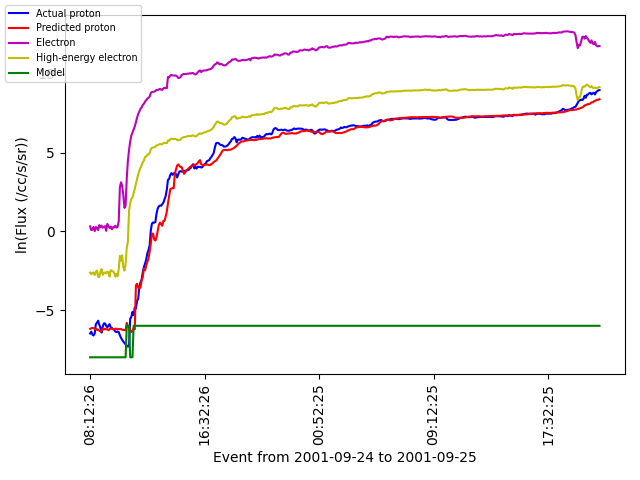 Actual proton
Predicted proton
Electron
High-energy electron
Model
5
0
−5
ln(Flux (/cc/s/sr))
08:12:26
16:32:26
00:52:25
09:12:25
17:32:25
Event from 2001-09-24 to 2001-09-25